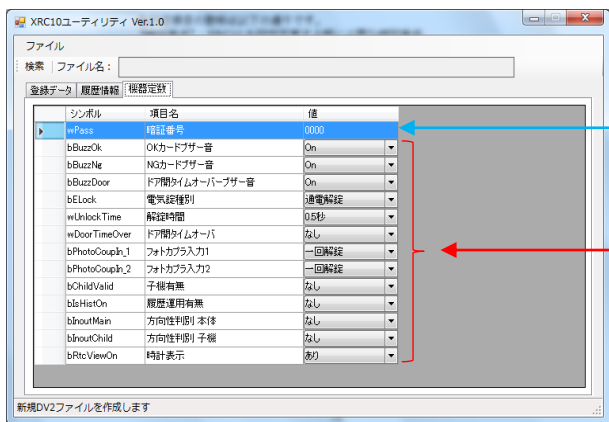 XRC10ユーティリティ Ver.1.0
ファイル
検索 ファイル名：
登録データ 履歴情報 機器定数
シンボル 項目名 値
wPass 暗証番号 0000
bBuzzOk OKカードブザー音 On
bBuzzNg NGカードブザー音 On
bBuzzDoor ドア開タイムオーバーブザー音 On
bELock 電気錠種別 通電解錠
wUnlockTime 解錠時間 0.5秒
wDoorTimeOver ドア開タイムオーバ なし
bPhotoCoupIn_1 フォトカプラ入力1 一回解錠
bPhotoCoupIn_2 フォトカプラ入力2 一回解錠
bChildValid 子機有無 なし
bIsHistOn 履歴運用有無 なし
bInoutMain 方向性判別 本体 なし
bInoutChild 方向性判別 子機 なし
bRtcViewOn 時計表示 あり
新規DV2ファイルを作成します